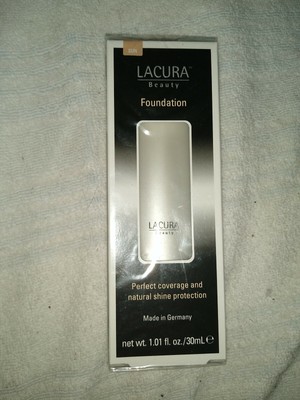 LACURA™
Beauty
Foundation
LACURA
Beauty
Perfect coverage and
natural shine protection
Made in Germany
net wt. 1.01 fl. oz./30mL℮